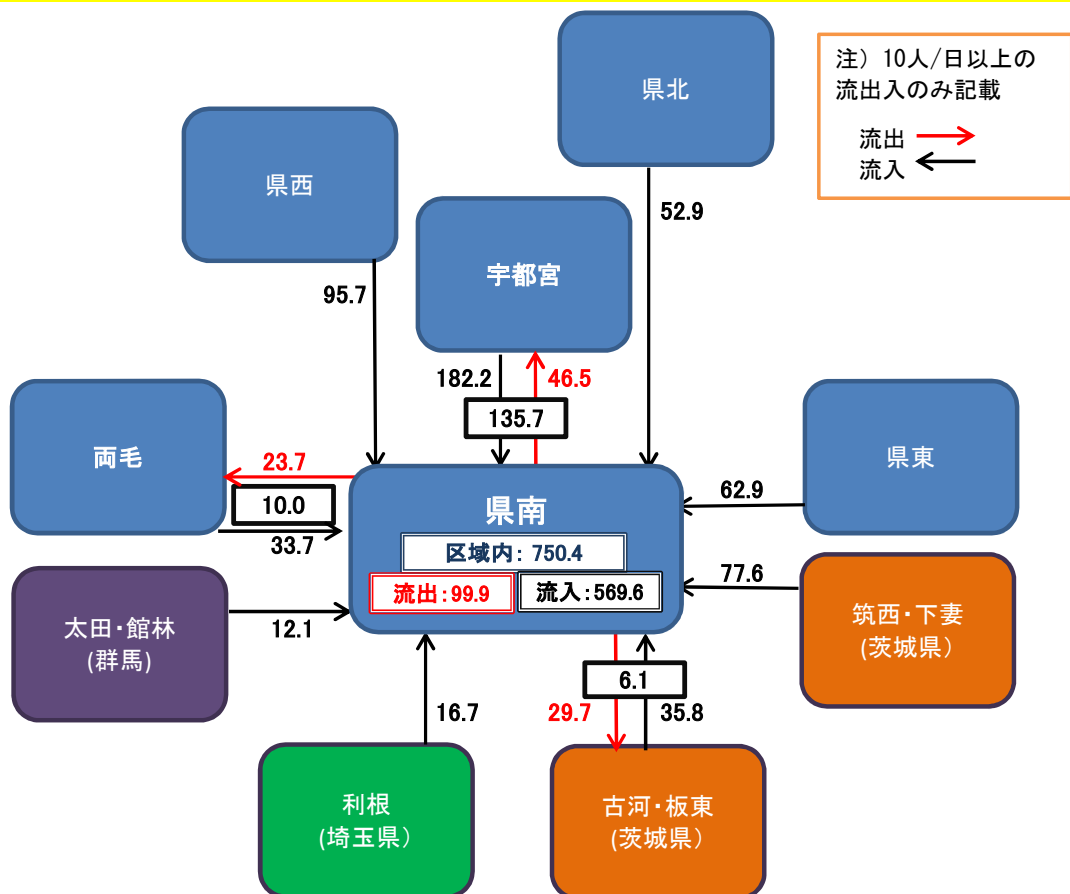 県北
注）10人/日以上の
流出入のみ記載
流出
流入
県西
52.9
宇都宮
95.7
182.2
46.5
135.7
両毛
23.7
10.0
33.7
県東
62.9
県南
区域内：750.4
流出：99.9
流入：569.6
77.6
太田・館林
(群馬)
12.1
筑西・下妻
(茨城県）
6.1
16.7
29.7
35.8
利根
(埼玉県）
古河・板東
(茨城県）